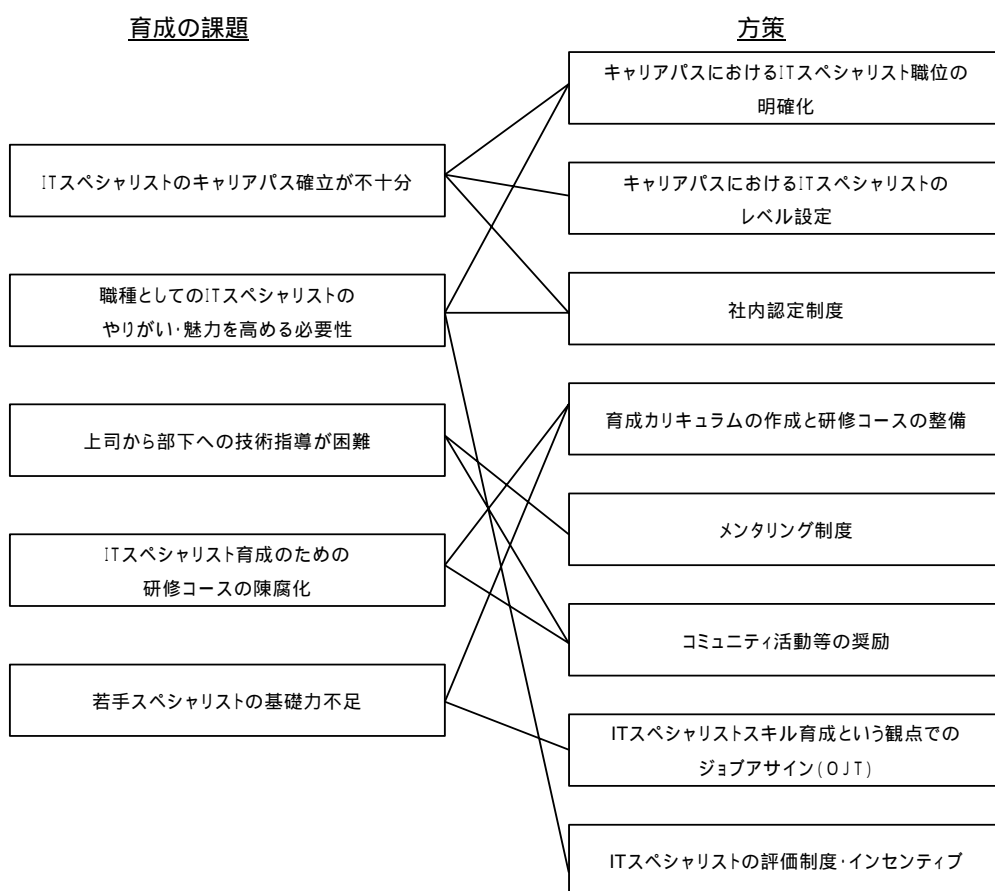 育成の課題
方策
キャリアパスにおけるITスペシャリスト職位の
明確化
ITスペシャリストのキャリアパス確立が不十分
キャリアパスにおけるITスペシャリストの
レベル設定
職種としてのITスペシャリストの
やりがい・魅力を高める必要性
社内認定制度
上司から部下への技術指導が困難
育成カリキュラムの作成と研修コースの整備
ITスペシャリスト育成のための
研修コースの陳腐化
メンタリング制度
コミュニティ活動等の奨励
若手スペシャリストの基礎力不足
ITスペシャリストスキル育成という観点での
ジョブアサイン(OJT)
ITスペシャリストの評価制度・インセンティブ